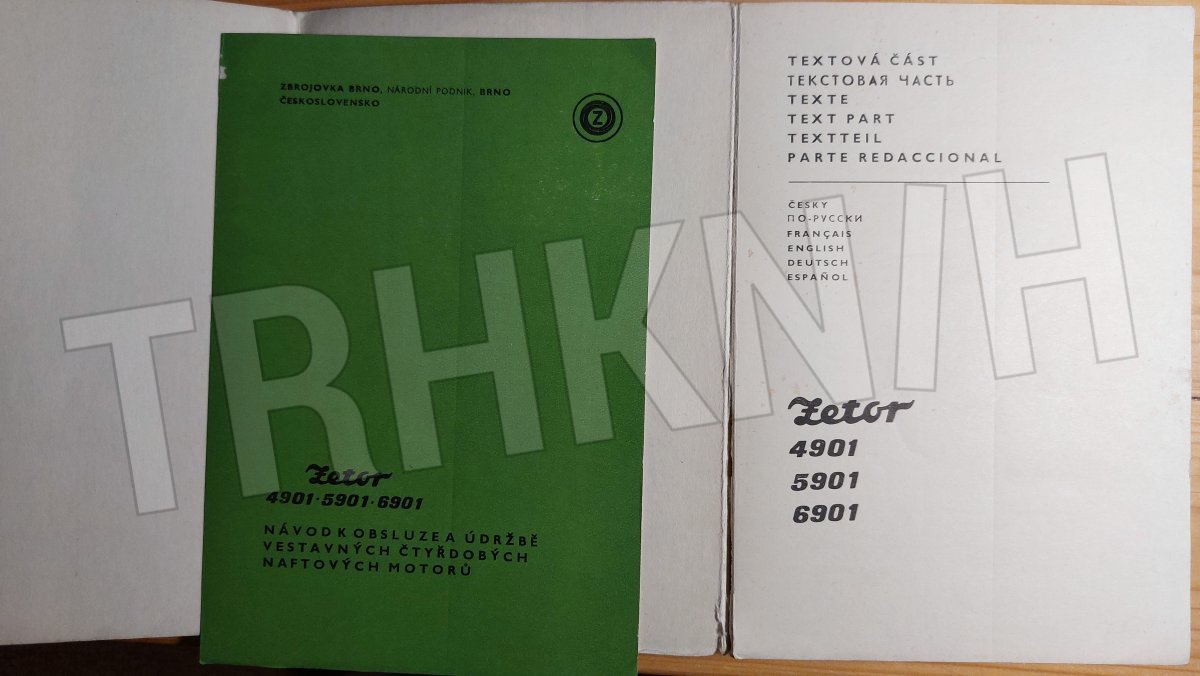 ZBROJOVKA BRNO, NÁRODNÍ PODNIK, BRNO
ČESKOSLOVENSKO
Z
Zetor
4901·5901·6901
NÁVOD K OBSLUZE A ÚDRŽBĚ
VESTAVNÝCH ČTYŘDOBÝCH
NAFTOVÝCH MOTORŮ
TEXTOVÁ ČÁST
ТЕКСТОВАЯ ЧАСТЬ
TEXTE
TEXT PART
TEXTTEIL
PARTE REDACCIONAL
ČESKY
ПО-РУССКИ
FRANÇAIS
ENGLISH
DEUTSCH
ESPAÑOL
Zetor
4901
5901
6901
TRHKNIH